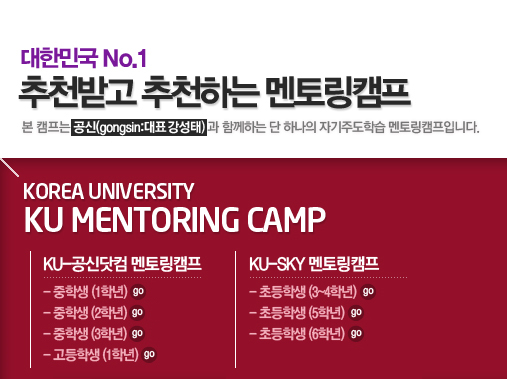 대한민국 No.1
추천받고 추천하는 멘토링캠프
본 캠프는 공신(gongsin:대표 강성태)과 함께하는 단 하나의 자기주도학습 멘토링캠프입니다.
KOREA UNIVERSITY
KU MENTORING CAMP
KU-공신닷컴 멘토링캠프
- 중학생 (1학년) go
- 중학생 (2학년) go
- 중학생 (3학년) go
- 고등학생 (1학년) go
KU-SKY 멘토링캠프
- 초등학생 (3~4학년) go
- 초등학생 (5학년) go
- 초등학생 (6학년) go